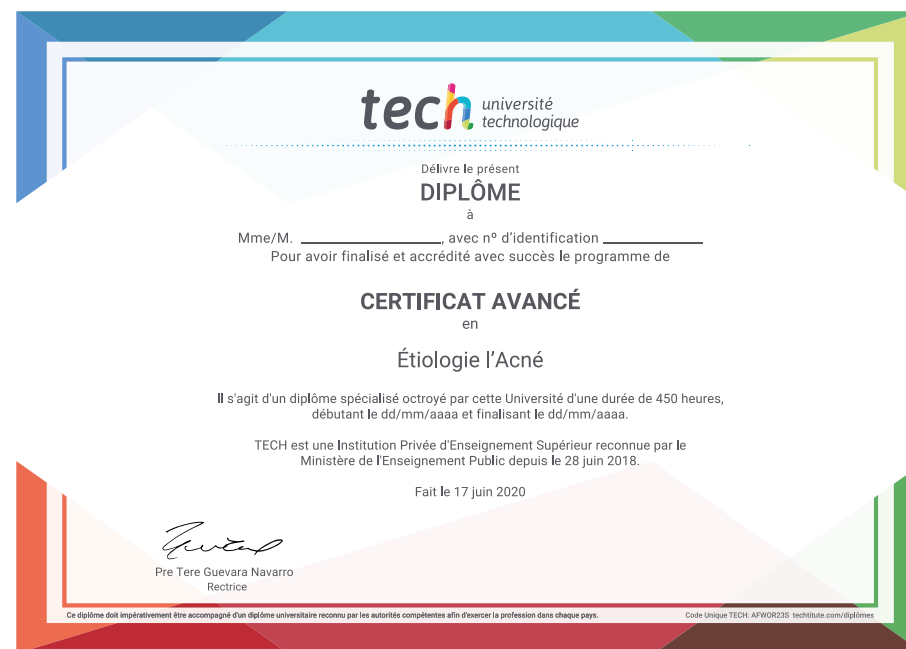 tech université
technologique
Délivre le présent
DIPLÔME
à
Mme/M. ____________________, avec nº d'identification ______________
Pour avoir finalisé et accrédité avec succès le programme de
CERTIFICAT AVANCÉ
en
Étiologie l'Acné
Il s'agit d'un diplôme spécialisé octroyé par cette Université d'une durée de 450 heures,
débutant le dd/mm/aaaa et finalisant le dd/mm/aaaa.
TECH est une Institution Privée d'Enseignement Supérieur reconnue par le
Ministère de l'Enseignement Public depuis le 28 juin 2018.
Fait le 17 juin 2020
Pre Tere Guevara Navarro
Rectrice
Ce diplôme doit impérativement être accompagné d'un diplôme universitaire reconnu par les autorités compétentes afin d'exercer la profession dans chaque pays.
Code Unique TECH: AFWOR23S techtitute.com/diplômes